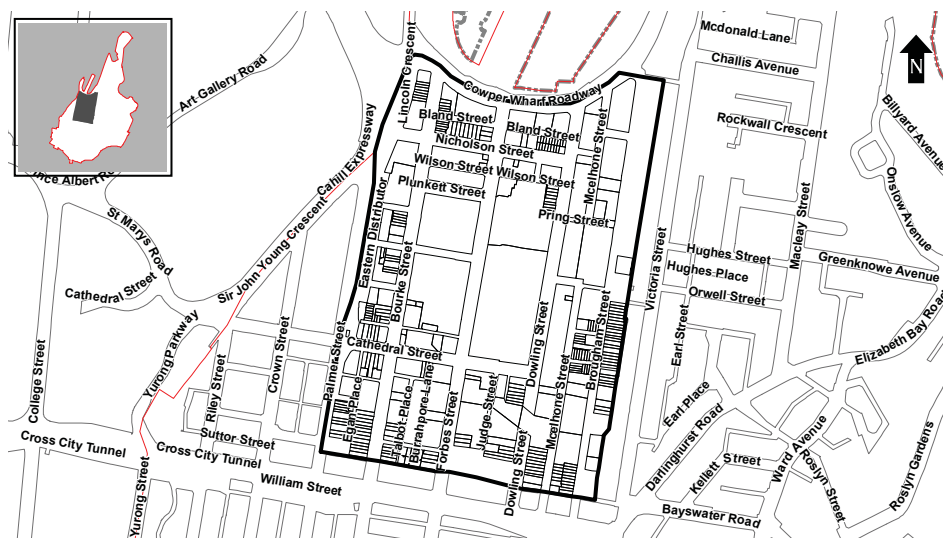 Mcdonald Lane
Challis Avenue
Rockwall Crescent
Billyard Avenue
Onslow Avenue
Macleay Street
N
Art Gallery Road
Lincoln Crescent
Cowper Wharf Roadway
Bland Street
Bland Street
Nicholson Street
Wilson Street
Wilson Street
Plunkett Street
Mcelhone Street
Pring Street
Cahill Expressway
Eastern Distributor
St Marys Road
Sir John Young Crescent
Cathedral Street
Victoria Street
Hughes Street
Hughes Place
Greenknowe Avenue
Orwell Street
Earl Street
Elizabeth Bay Road
Bourke Street
Cathedral Street
Dowling Street
Brougham Street
Mcelhone Street
Palmer Street
Crown Street
Riley Street
Yurong Parkway
College Street
Egan Place
Talbot Place
Burrahpore Lane
Forbes Street
Judge Street
Dowling Street
Earl Place
Darlinghurst Road
Kellett Street
Ward Avenue
Roslyn Street
Roslyn Gardens
Bayswater Road
Suttor Street
Cross City Tunnel
Cross City Tunnel
William Street
Yurong Street